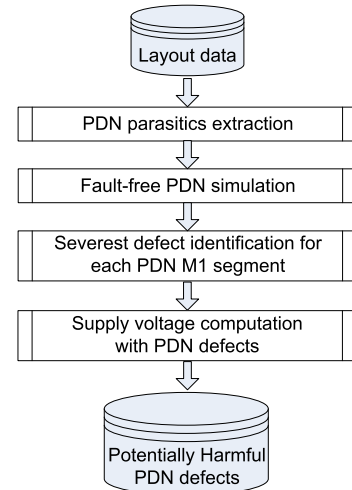 Layout data
PDN parasitics extraction
Fault-free PDN simulation
Severest defect identification for
each PDN M1 segment
Supply voltage computation
with PDN defects
Potentially Harmful
PDN defects